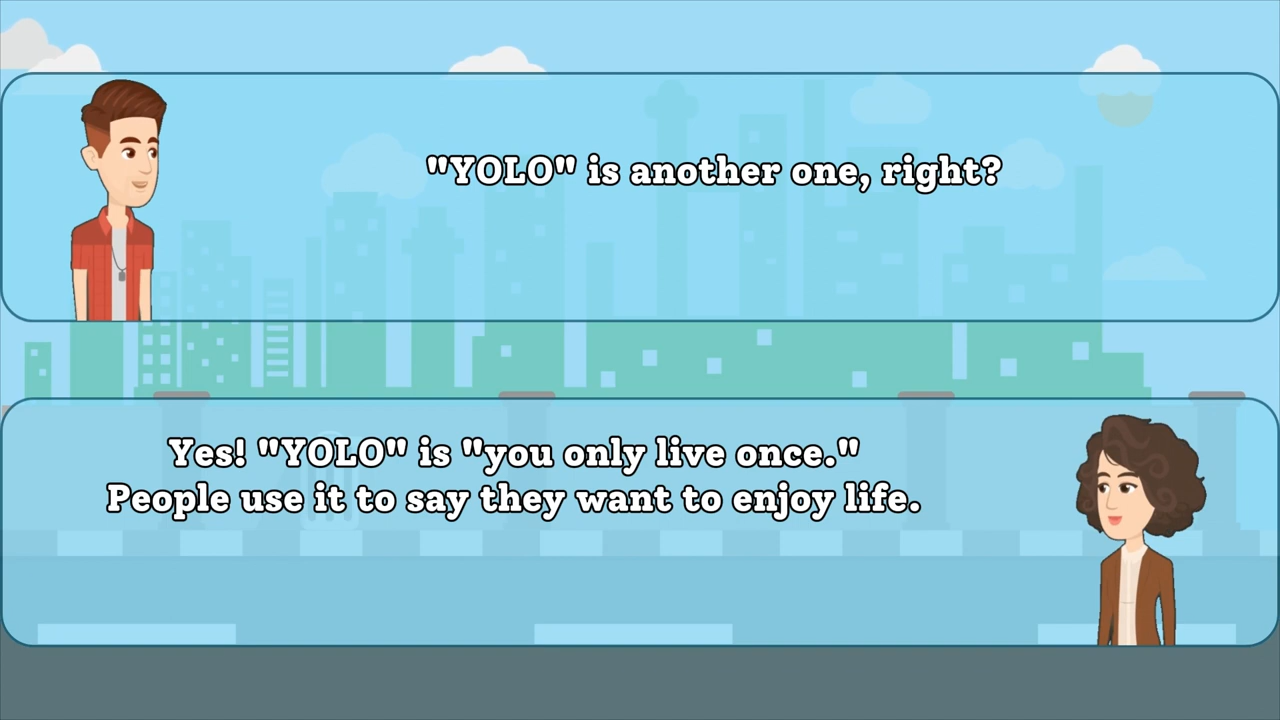 "YOLO" is another one, right?
Yes! "YOLO" is "you only live once."
People use it to say they want to enjoy life.